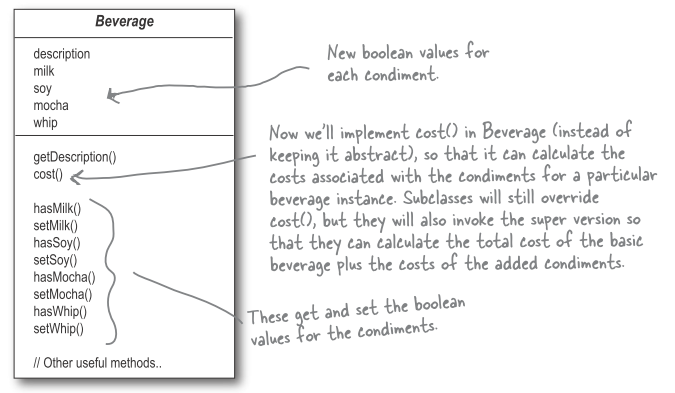 Beverage
description
milk
soy
mocha
whip
getDescription()
cost()
hasMilk()
setMilk()
hasSoy()
setSoy()
hasMocha()
setMocha()
hasWhip()
setWhip()
// Other useful methods..
New boolean values for
each condiment.
Now we'll implement cost() in Beverage (instead of
keeping it abstract), so that it can calculate the
costs associated with the condiments for a particular
beverage instance. Subclasses will still override
cost(), but they will also invoke the super version so
that they can calculate the total cost of the basic
beverage plus the costs of the added condiments.
These get and set the boolean
values for the condiments.